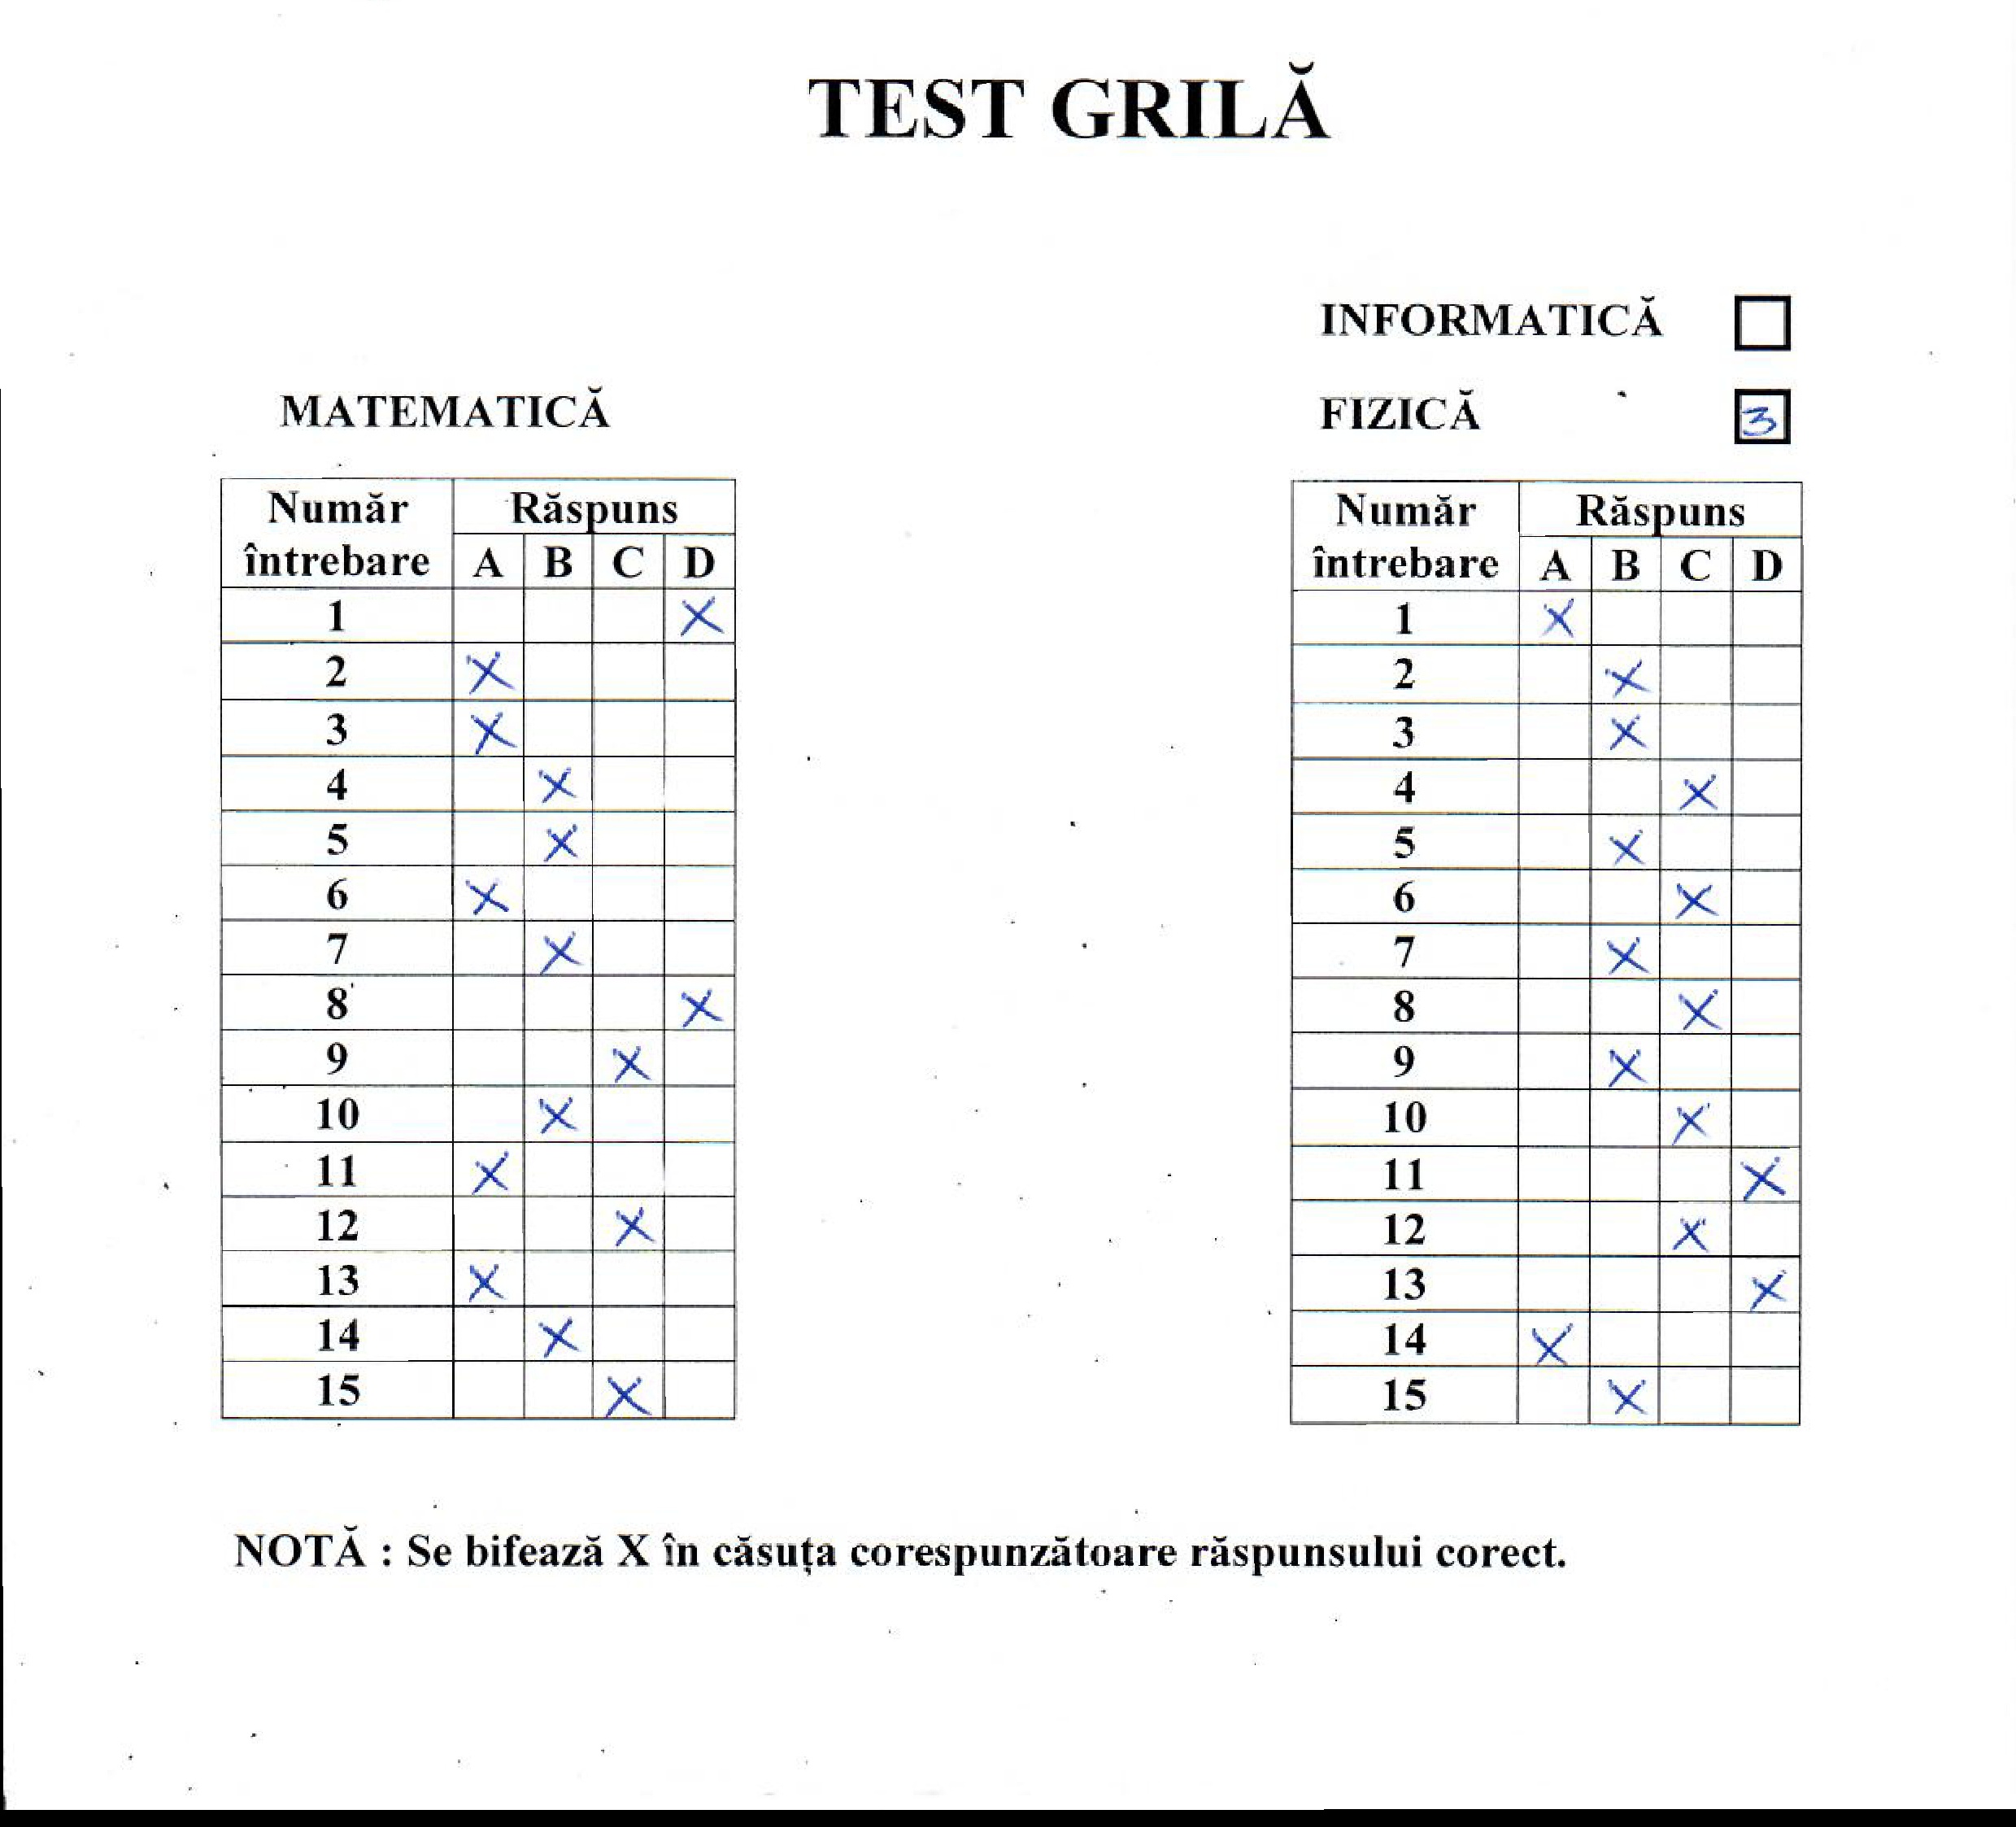 TEST GRILĂ
INFORMATICĂ
MATEMATICĂ
FIZICĂ 3
Număr întrebare Răspuns
A B C D
1 X
2 X
3 X
4 X
5 X
6 X
7 X
8 X
9 X
10 X
11 X
12 X
13 X
14 X
15 X
Număr întrebare Răspuns
A B C D
1 X
2 X
3 X
4 X
5 X
6 X
7 X
8 X
9 X
10 X
11 X
12 X
13 X
14 X
15 X
NOTĂ : Se bifează X în căsuța corespunzătoare răspunsului corect.